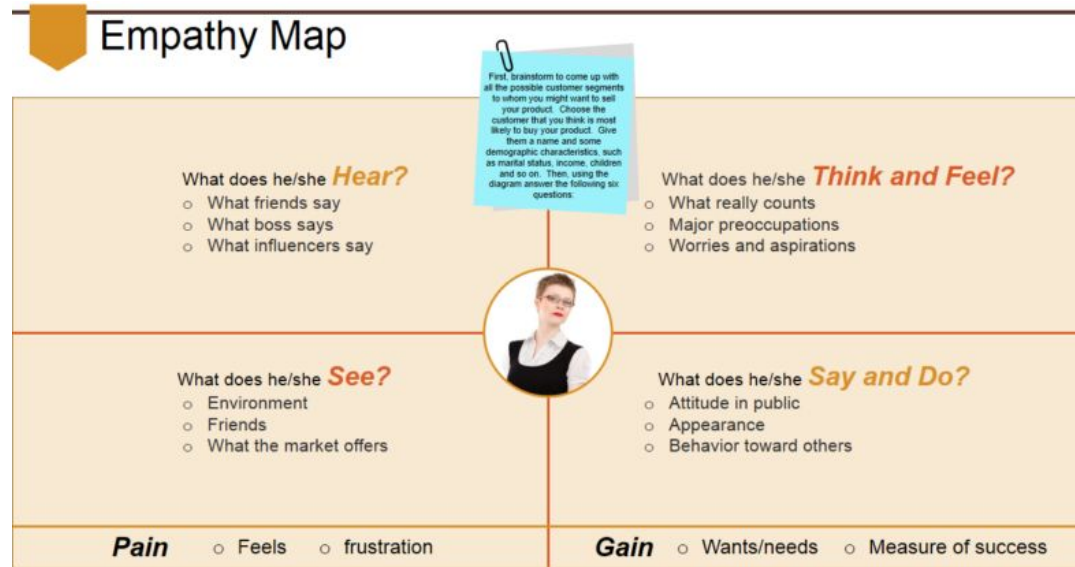 Empathy Map
First, brainstorm to come up with
all the possible customer segments
to whom you might want to sell
your product. Choose the
customer that you think is most
likely to buy your product. Give
them a name and some
demographic characteristics, such
as marital status, income, children
and so on. Then, using the
diagram answer the following six
questions:
What does he/she Hear?
o What friends say
o What boss says
o What influencers say
What does he/she Think and Feel?
o What really counts
o Major preoccupations
o Worries and aspirations
What does he/she See?
o Environment
o Friends
o What the market offers
What does he/she Say and Do?
o Attitude in public
o Appearance
o Behavior toward others
Pain o Feels o frustration
Gain o Wants/needs o Measure of success